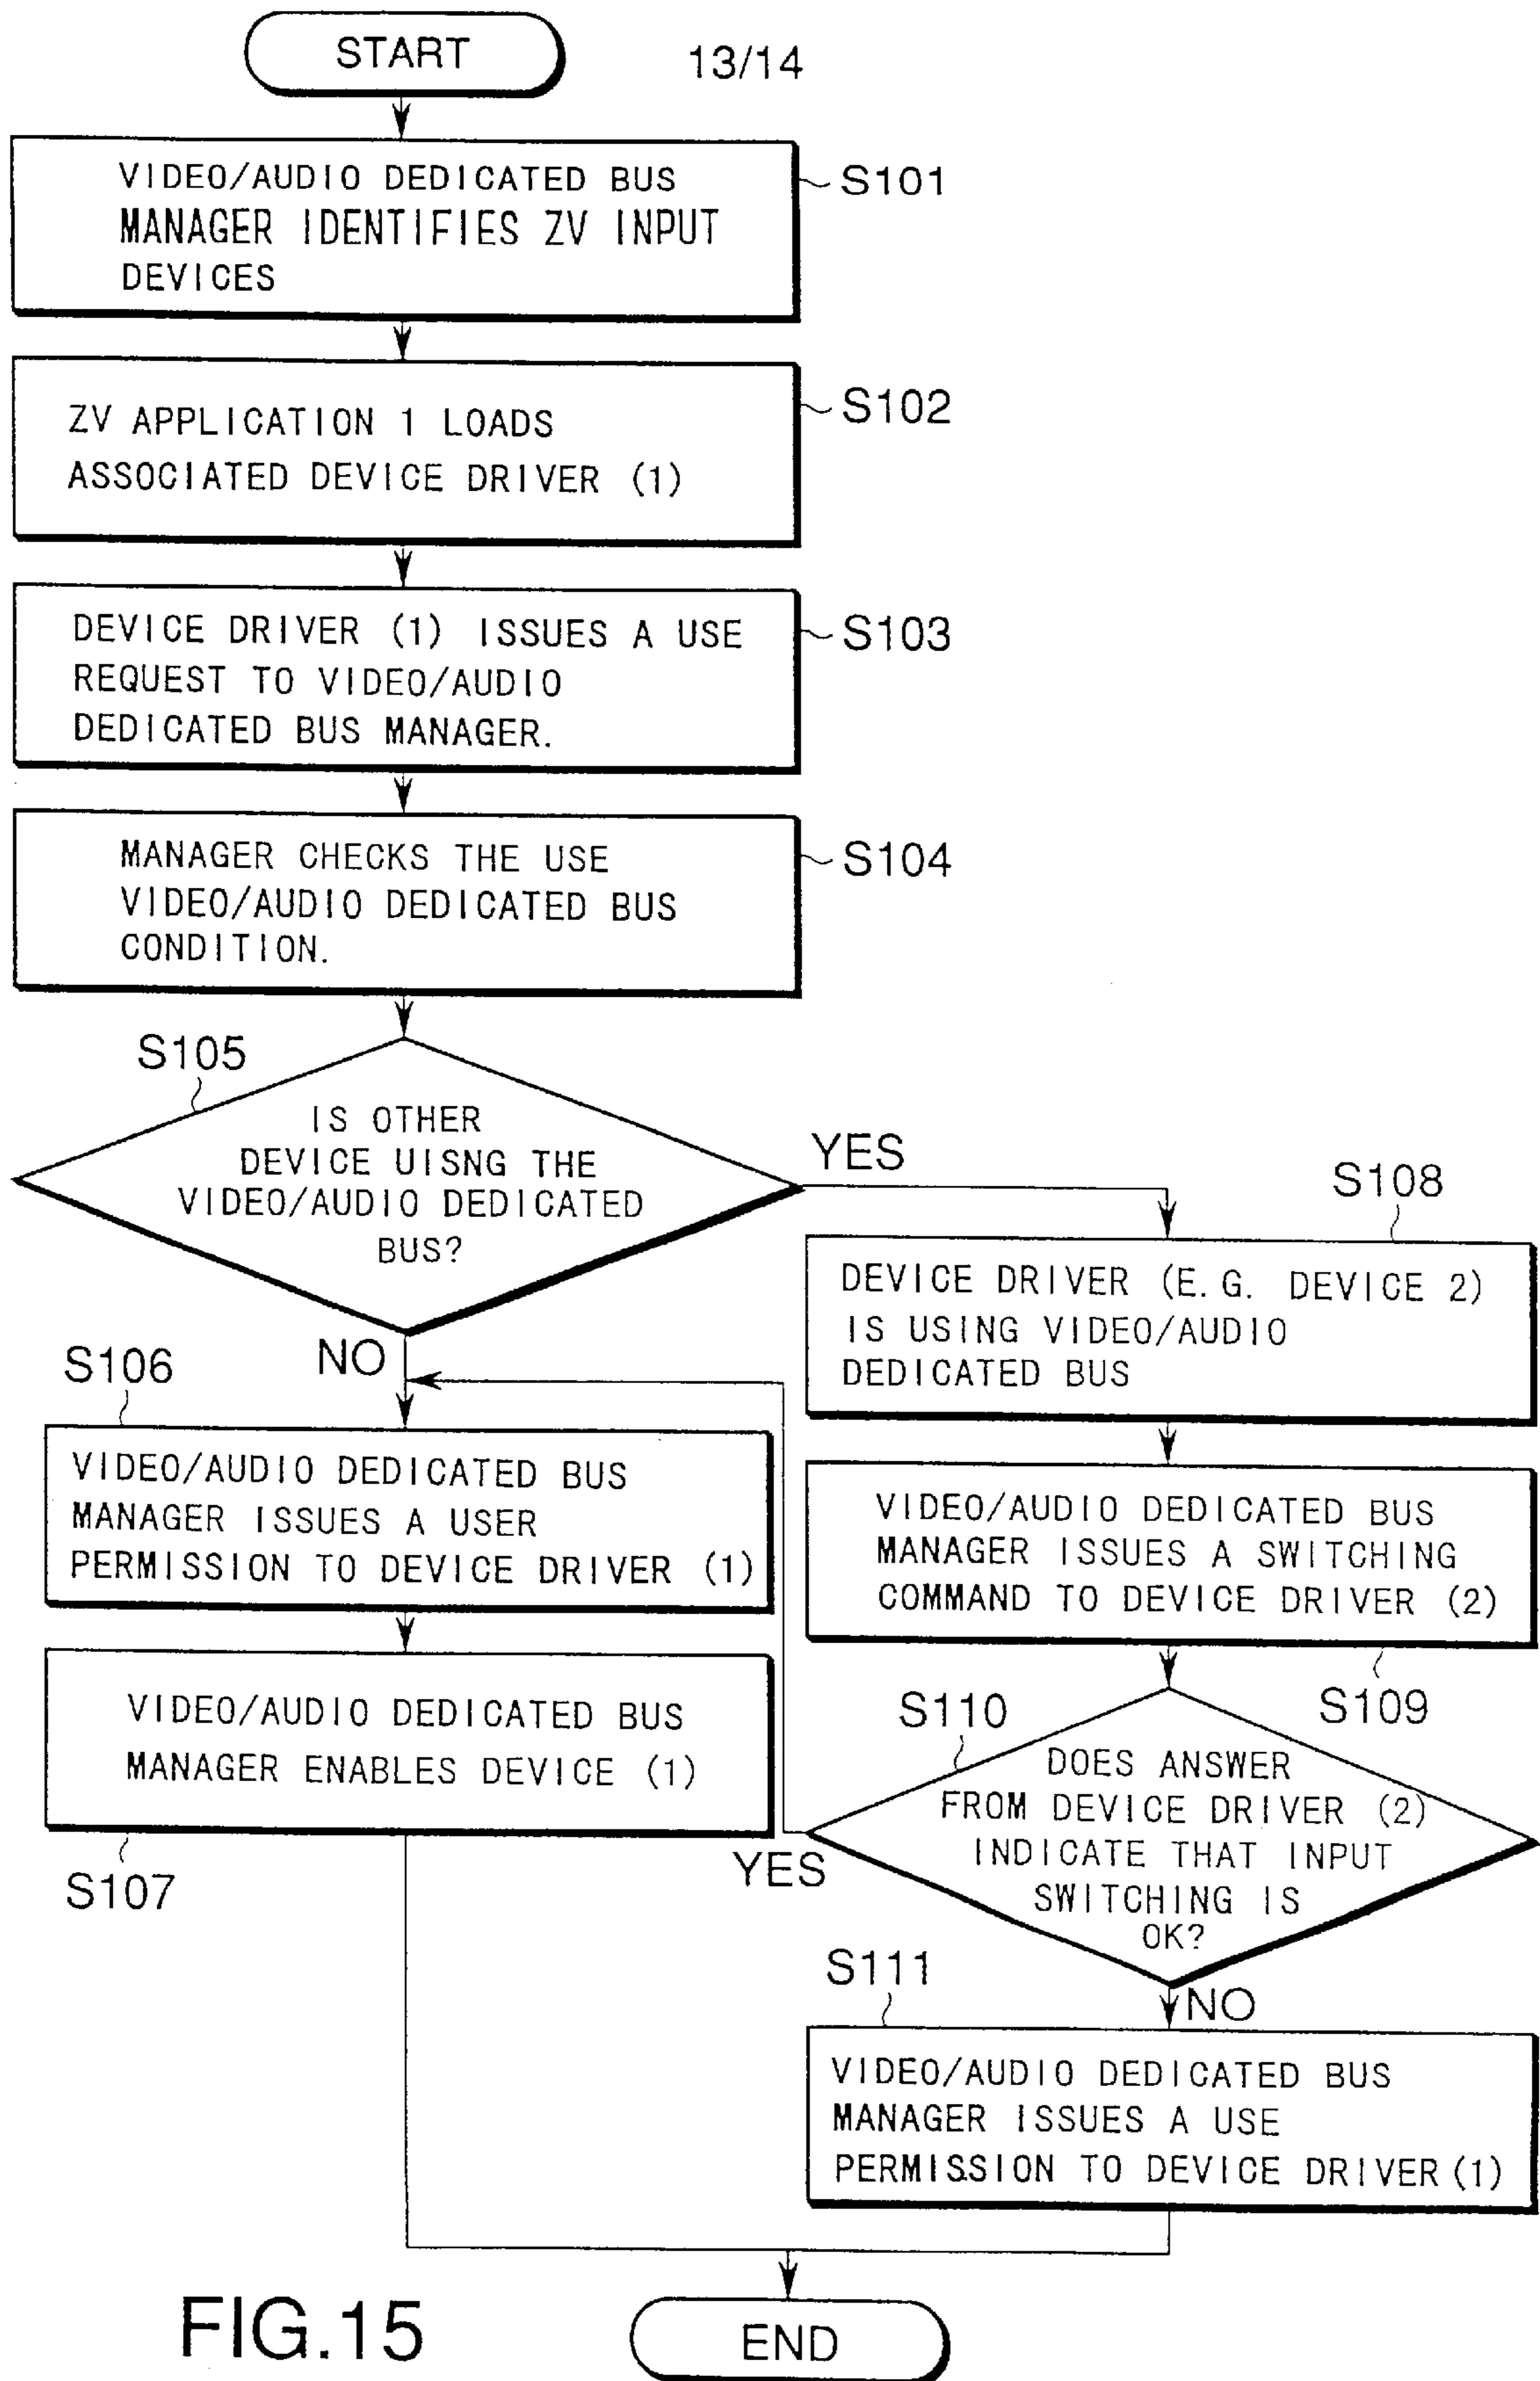 START
13/14
VIDEO/AUDIO DEDICATED BUS
MANAGER IDENTIFIES ZV INPUT
DEVICES
S101
ZV APPLICATION 1 LOADS
ASSOCIATED DEVICE DRIVER (1)
S102
DEVICE DRIVER (1) ISSUES A USE
REQUEST TO VIDEO/AUDIO
DEDICATED BUS MANAGER.
S103
MANAGER CHECKS THE USE
VIDEO/AUDIO DEDICATED BUS
CONDITION.
S104
S105
IS OTHER
DEVICE UISNG THE
VIDEO/AUDIO DEDICATED
BUS?
YES
NO
S106
VIDEO/AUDIO DEDICATED BUS
MANAGER ISSUES A USER
PERMISSION TO DEVICE DRIVER (1)
VIDEO/AUDIO DEDICATED BUS
MANAGER ENABLES DEVICE (1)
S107
S108
DEVICE DRIVER (E.G. DEVICE 2)
IS USING VIDEO/AUDIO
DEDICATED BUS
VIDEO/AUDIO DEDICATED BUS
MANAGER ISSUES A SWITCHING
COMMAND TO DEVICE DRIVER (2)
S109
S110
DOES ANSWER
FROM DEVICE DRIVER (2)
INDICATE THAT INPUT
SWITCHING IS
OK?
YES
NO
S111
VIDEO/AUDIO DEDICATED BUS
MANAGER ISSUES A USE
PERMISSION TO DEVICE DRIVER (1)
END
FIG.15